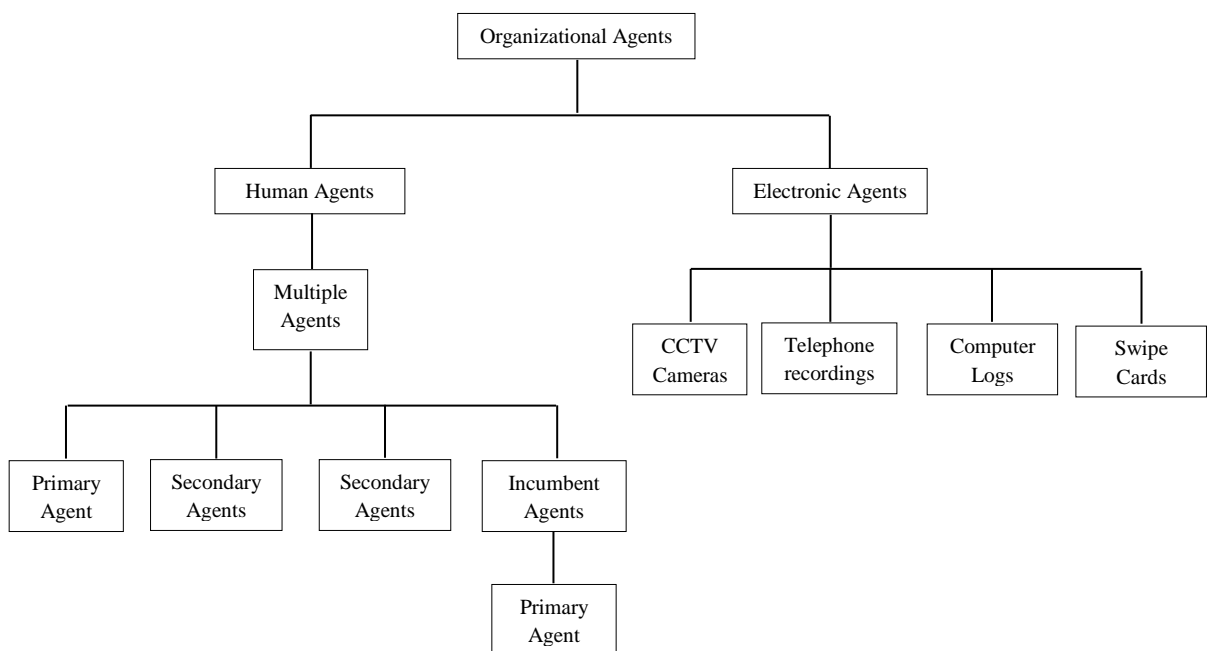 Organizational Agents
Human Agents
Electronic Agents
Multiple
Agents
CCTV
Cameras
Telephone
recordings
Computer
Logs
Swipe
Cards
Primary
Agent
Secondary
Agents
Secondary
Agents
Incumbent
Agents
Primary
Agent